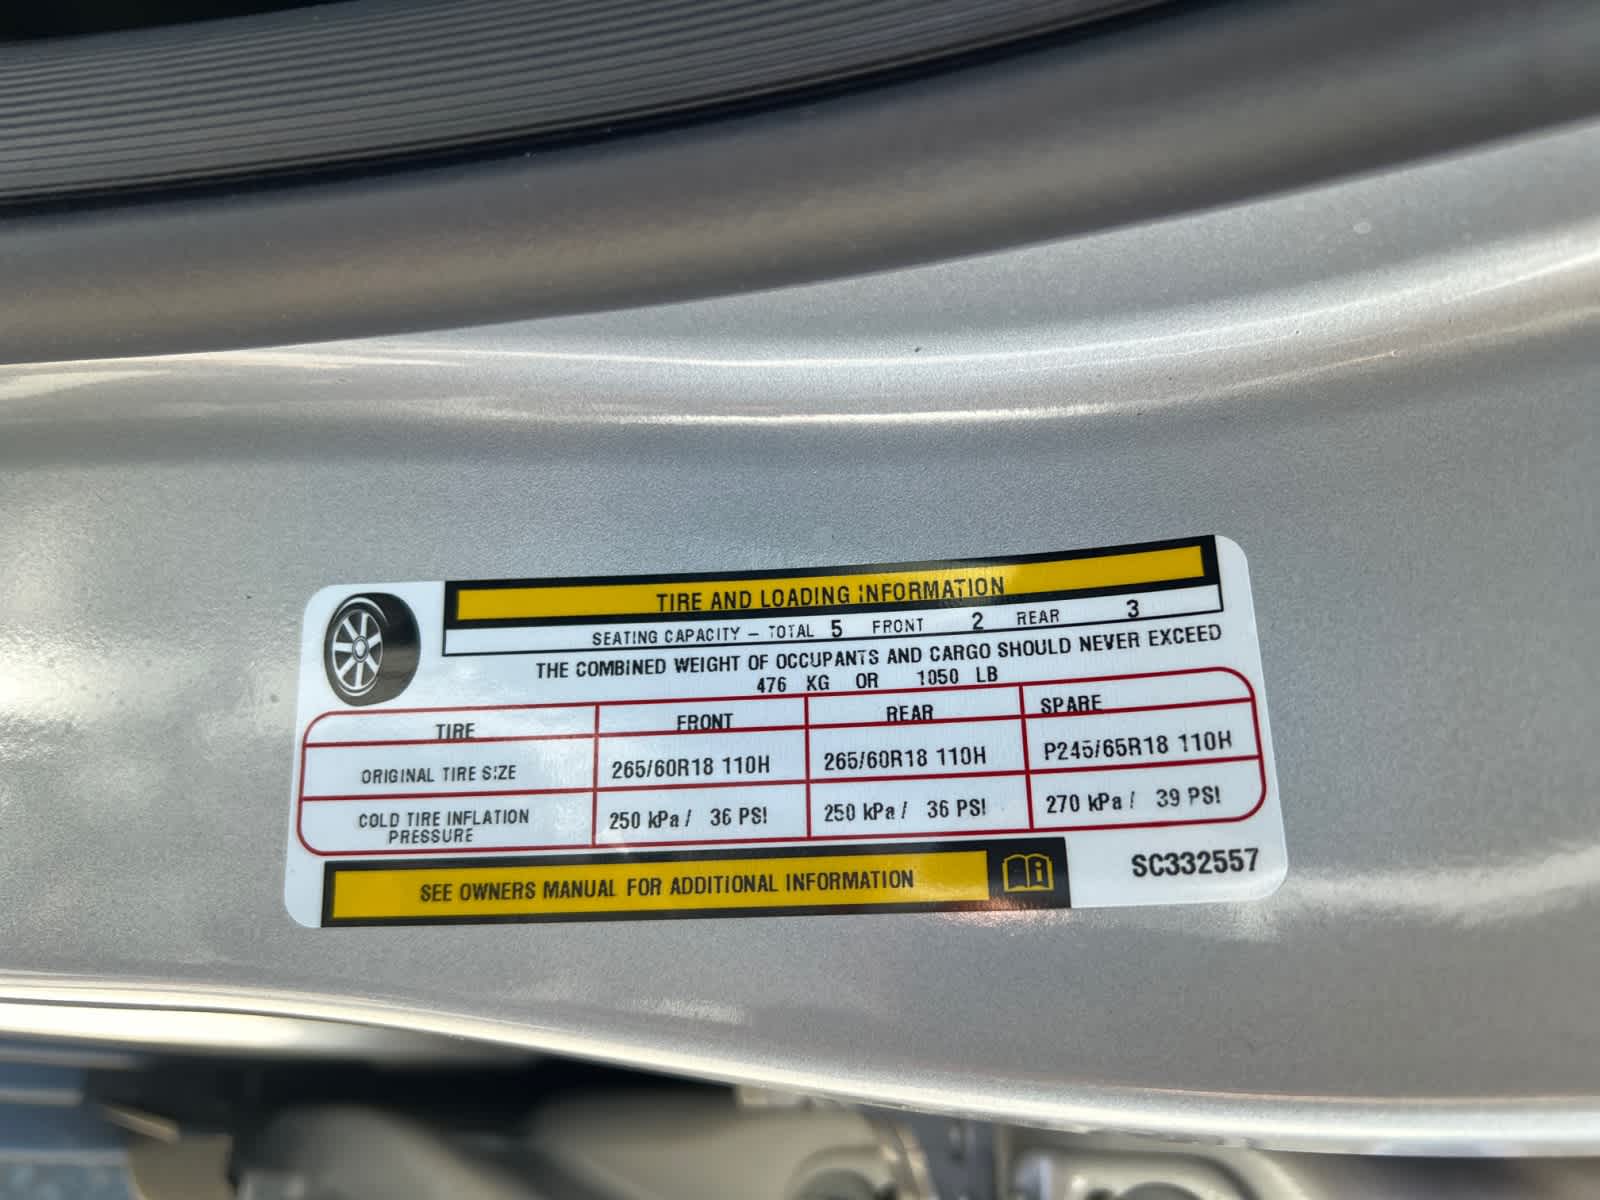 TIRE AND LOADING INFORMATION
SEATING CAPACITY – TOTAL 5 FRONT 2 REAR 3
THE COMBINED WEIGHT OF OCCUPANTS AND CARGO SHOULD NEVER EXCEED
476 KG OR 1050 LB
TIRE FRONT REAR SPARE
ORIGINAL TIRE SIZE 265/60R18 110H 265/60R18 110H P245/65R18 110H
COLD TIRE INFLATION PRESSURE 250 kPa / 36 PSI 250 kPa / 36 PSI 270 kPa / 39 PSI
SEE OWNERS MANUAL FOR ADDITIONAL INFORMATION
SC332557